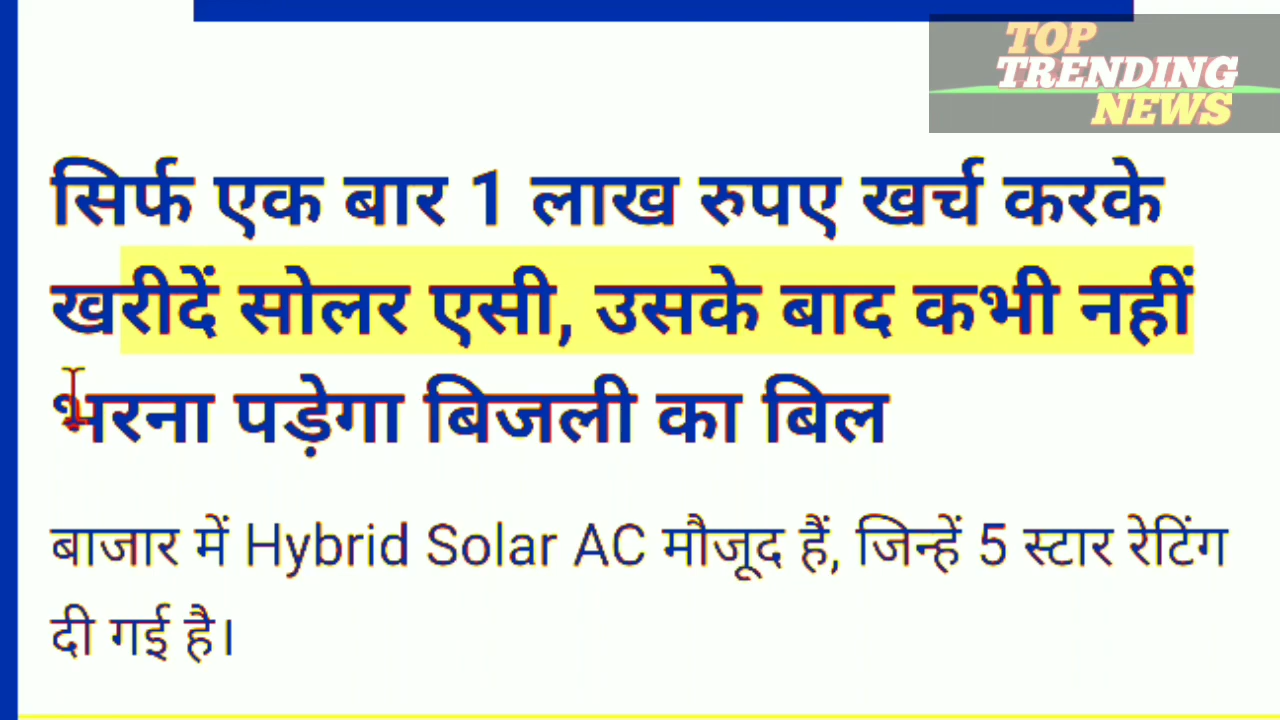 TOP
TRENDING
NEWS
सिर्फ एक बार 1 लाख रुपए खर्च करके
खरीदें सोलर एसी, उसके बाद कभी नहीं
भरना पड़ेगा बिजली का बिल
बाजार में Hybrid Solar AC मौजूद हैं, जिन्हें 5 स्टार रेटिंग
दी गई है।